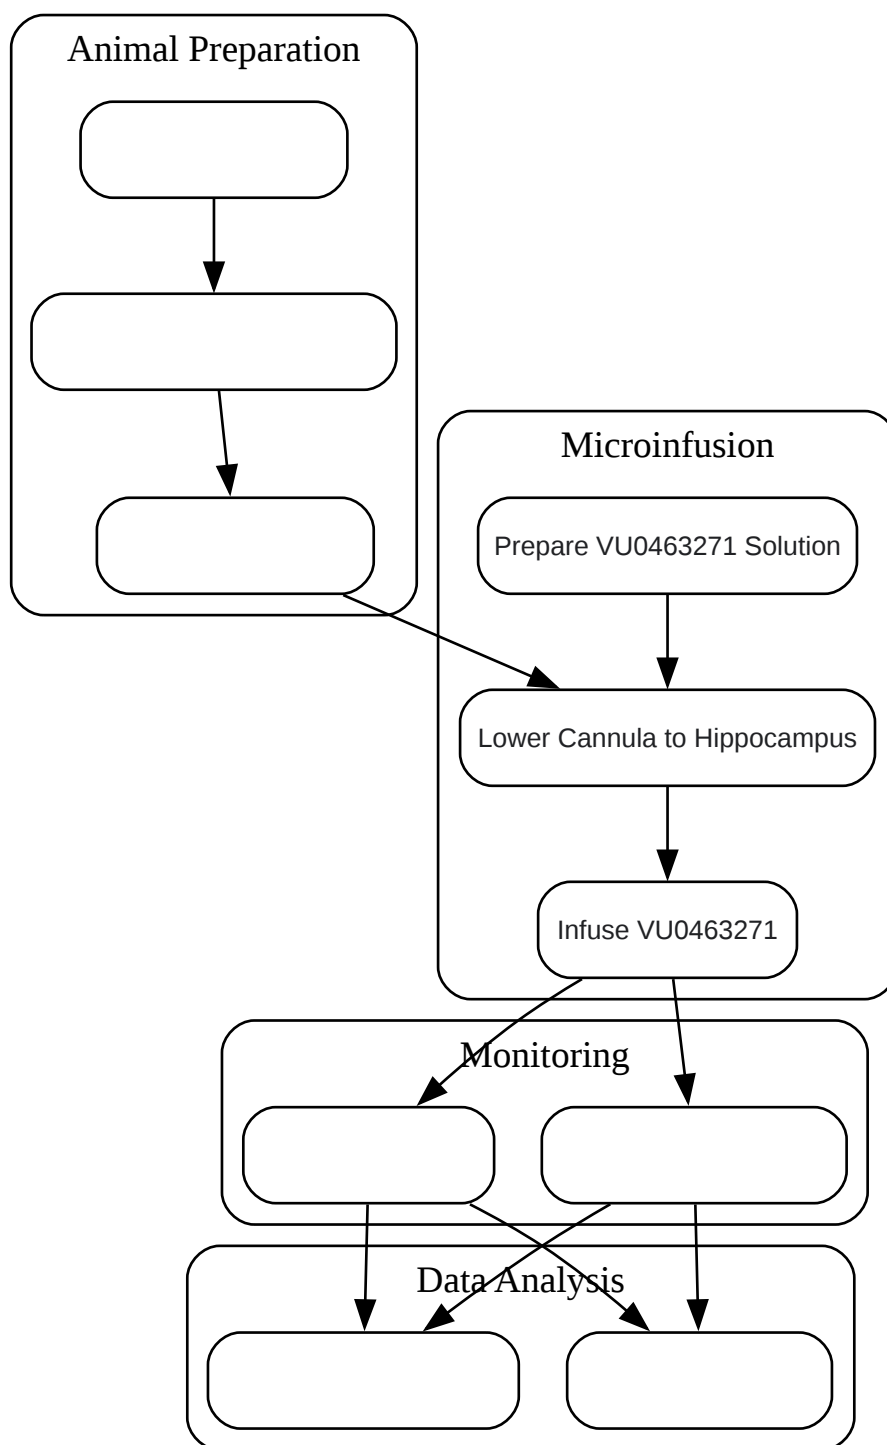 Animal Preparation
Microinfusion
Prepare VU0463271 Solution
Lower Cannula to Hippocampus
Infuse VU0463271
Monitoring
Data Analysis